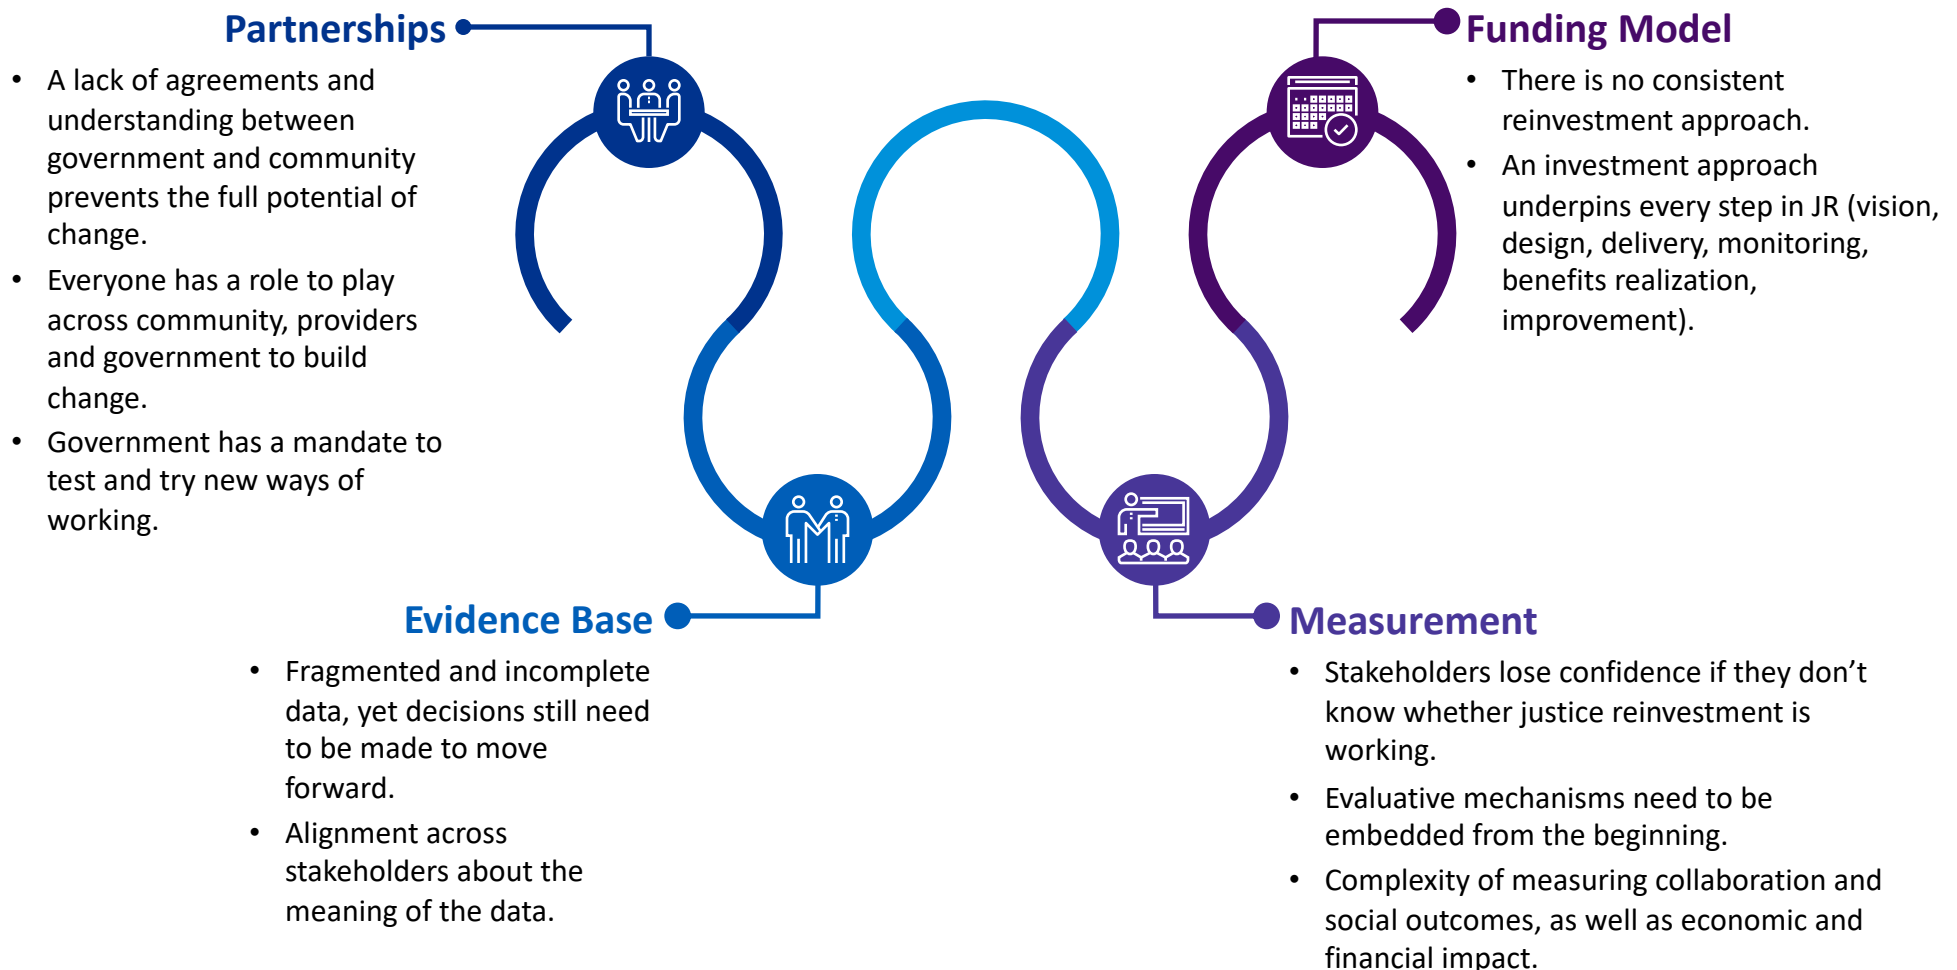 Partnerships
• A lack of agreements and
understanding between
government and community
prevents the full potential of
change.
• Everyone has a role to play
across community, providers
and government to build
change.
• Government has a mandate to
test and try new ways of
working.
Evidence Base
• Fragmented and incomplete
data, yet decisions still need
to be made to move
forward.
• Alignment across
stakeholders about the
meaning of the data.
Funding Model
• There is no consistent
reinvestment approach.
• An investment approach
underpins every step in JR (vision,
design, delivery, monitoring,
benefits realization,
improvement).
Measurement
• Stakeholders lose confidence if they don’t
know whether justice reinvestment is
working.
• Evaluative mechanisms need to be
embedded from the beginning.
• Complexity of measuring collaboration and
social outcomes, as well as economic and
financial impact.